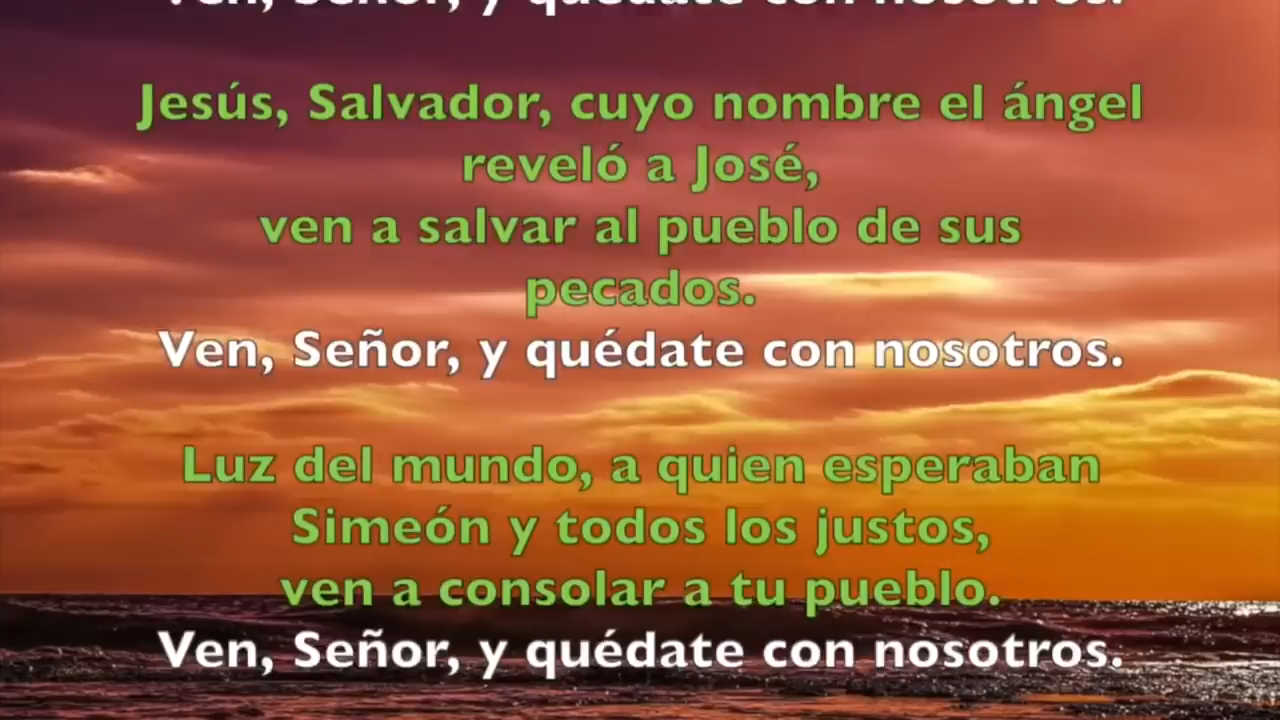 Ven, Señor, y quédate con nosotros.
Jesús, Salvador, cuyo nombre el ángel
reveló a José,
ven a salvar al pueblo de sus
pecados.
Ven, Señor, y quédate con nosotros.
Luz del mundo, a quien esperaban
Simeón y todos los justos,
ven a consolar a tu pueblo.
Ven, Señor, y quédate con nosotros.